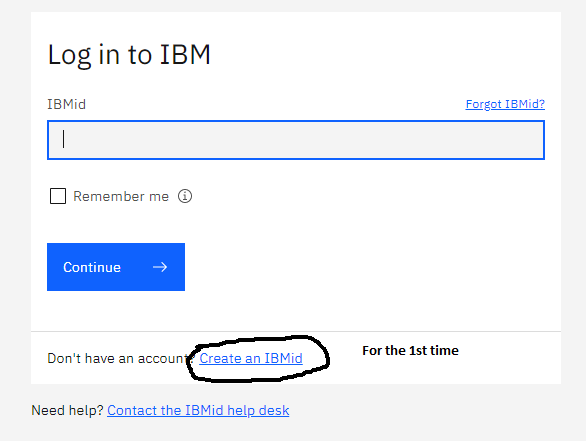 Log in to IBM
IBMid Forgot IBMid?
Remember me
Continue
Don't have an account? Create an IBMid For the 1st time
Need help? Contact the IBMid help desk